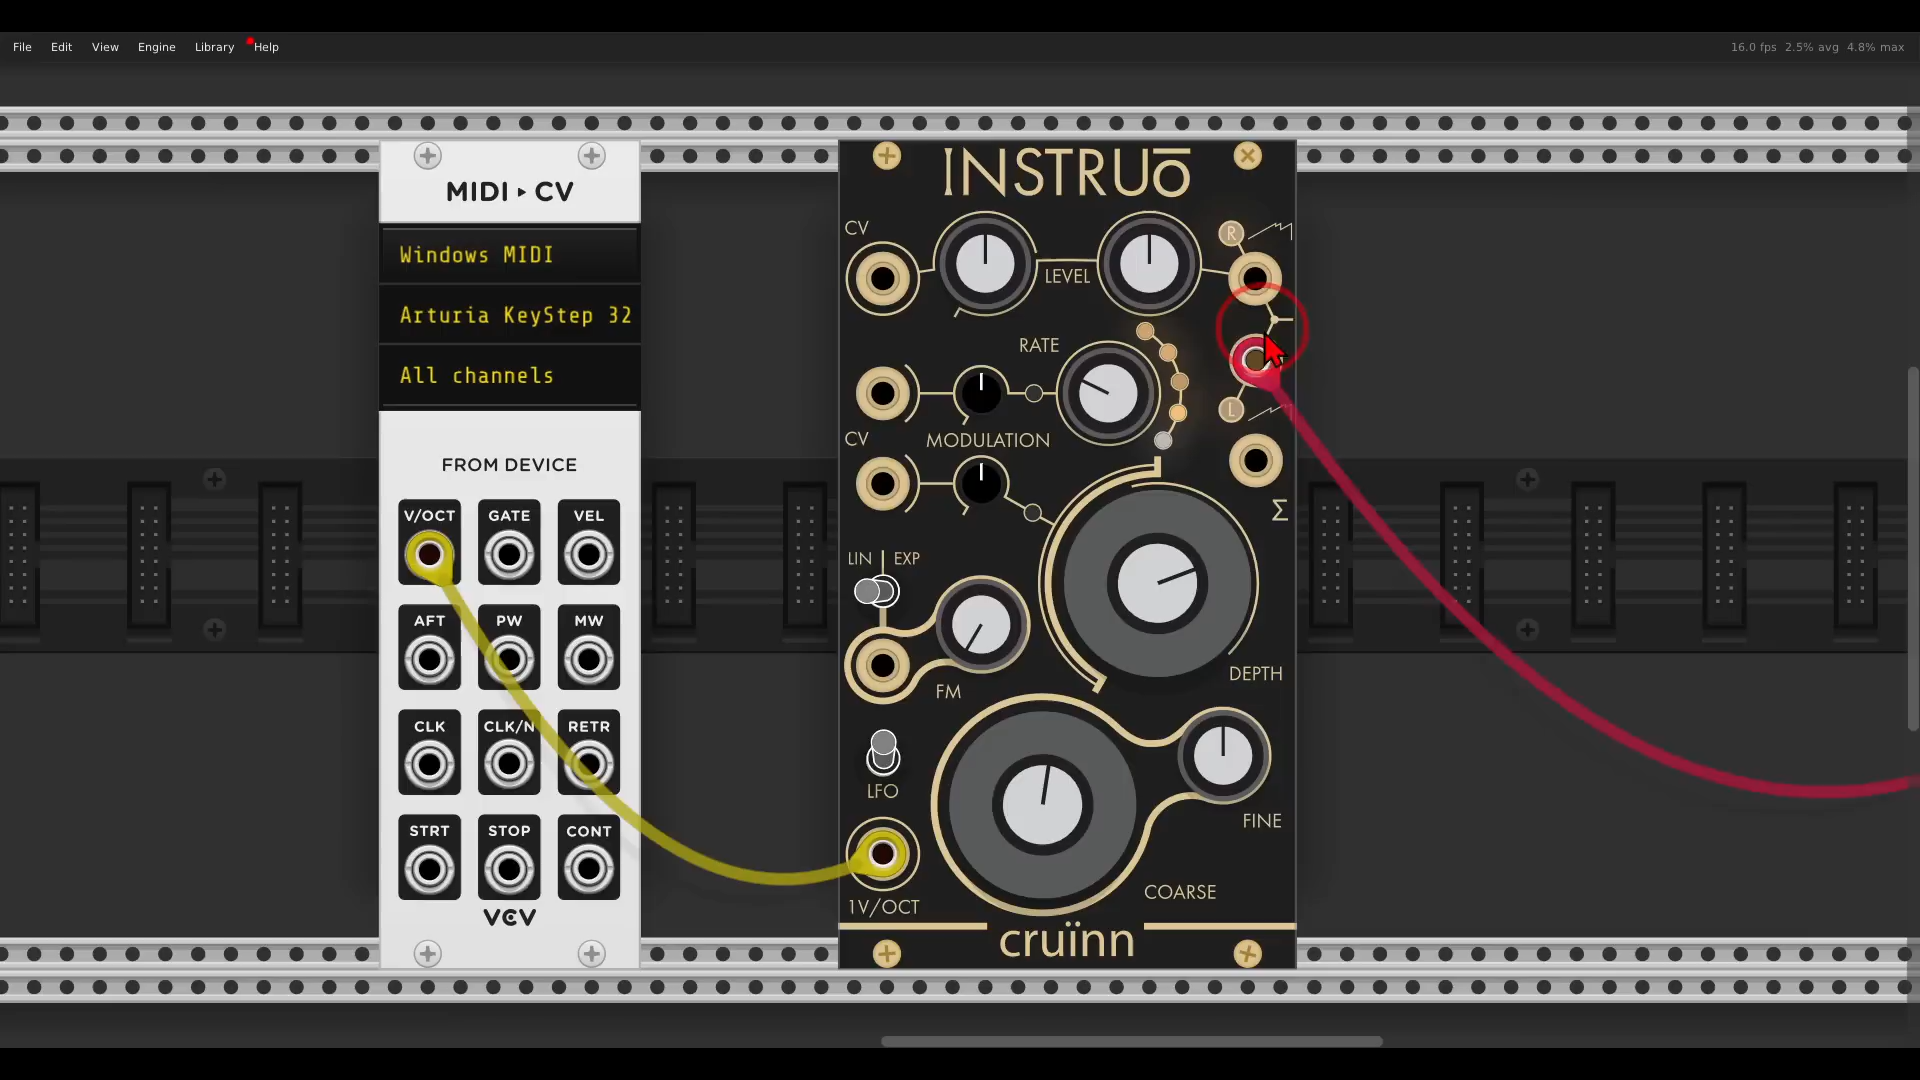 File Edit View Engine Library Help
16.0 fps 2.5% avg 4.8% max
MIDI ▸ CV
Windows MIDI
Arturia KeyStep 32
All channels
FROM DEVICE
V/OCT GATE VEL
AFT PW MW
CLK CLK/N RETR
STRT STOP CONT
VCV
INSTRUŌ
CV
LEVEL
R
RATE
L
CV
MODULATION
Σ
LIN EXP
DEPTH
FM
LFO
FINE
COARSE
1V/OCT
cruïnn